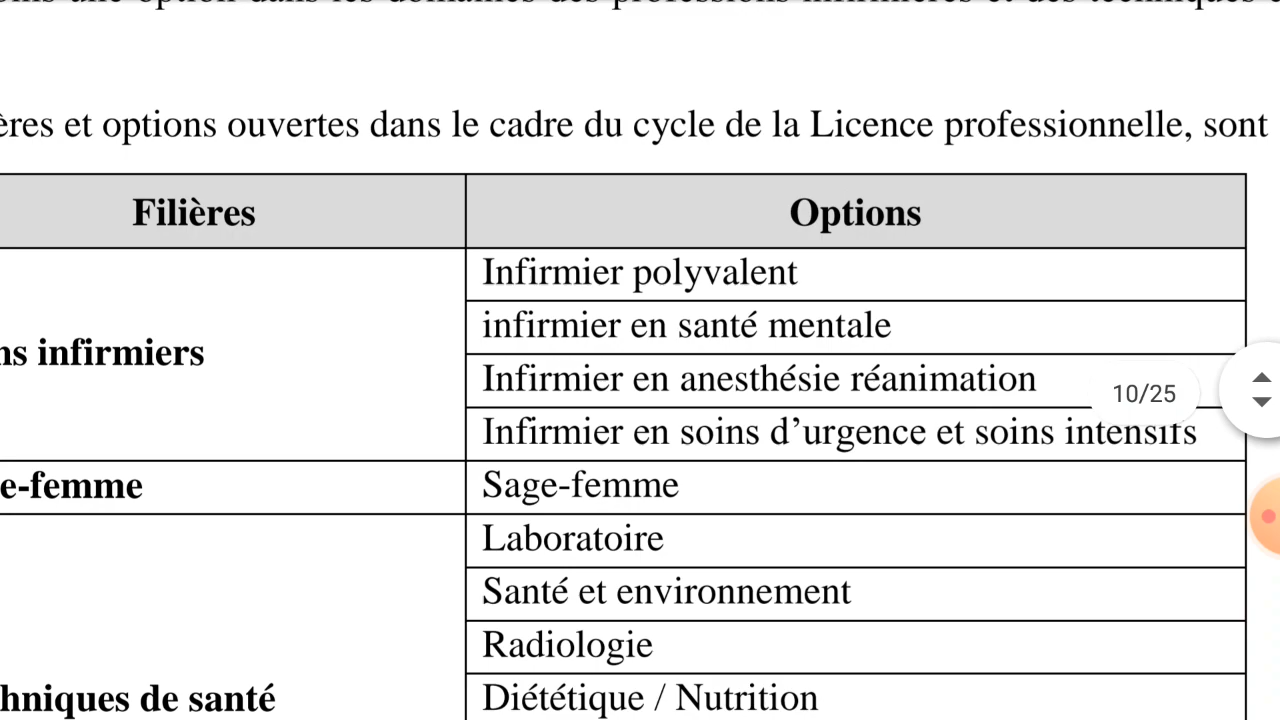 ères et options ouvertes dans le cadre du cycle de la Licence professionnelle, sont
Filières Options
Infirmier polyvalent
infirmier en santé mentale
ns infirmiers
Infirmier en anesthésie réanimation
10/25
Infirmier en soins d’urgence et soins intensifs
e-femme Sage-femme
Laboratoire
Santé et environnement
Radiologie
hniques de santé Diététique / Nutrition